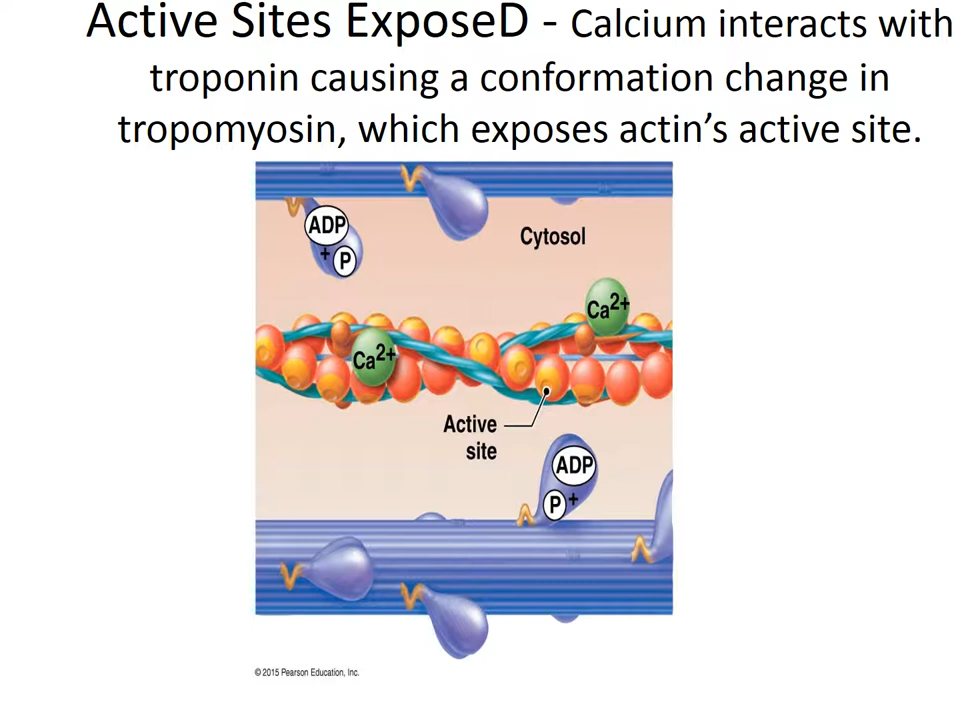 Active Sites ExposeD - Calcium interacts with
troponin causing a conformation change in
tropomyosin, which exposes actin’s active site.
ADP
+ P
Cytosol
Ca2+
Ca2+
Active
site
ADP
P +
© 2015 Pearson Education, Inc.